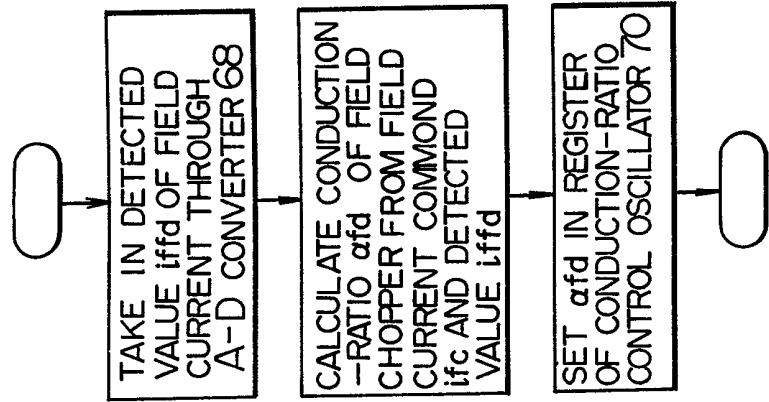 TAKE IN DETECTED
VALUE iffd OF FIELD
CURRENT THROUGH
A-D CONVERTER 68
CALCULATE CONDUCTION
-RATIO αfd OF FIELD
CHOPPER FROM FIELD
CURRENT COMMOND
ifc AND DETECTED
VALUE iffd
SET αfd IN REGISTER
OF CONDUCTION-RATIO
CONTROL OSCILLATOR 70